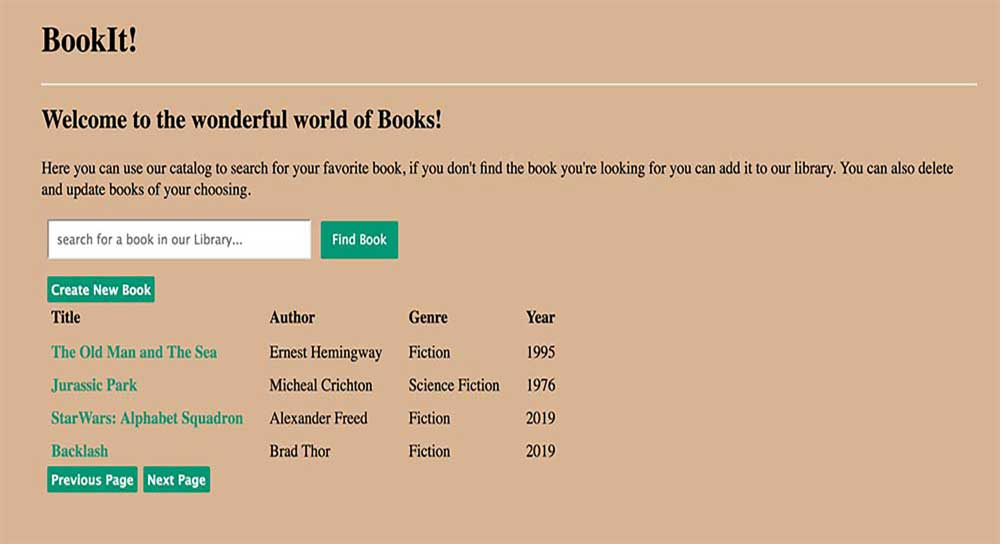 BookIt!
Welcome to the wonderful world of Books!
Here you can use our catalog to search for your favorite book, if you don't find the book you're looking for you can add it to our library. You can also delete
and update books of your choosing.
search for a book in our Library... Find Book
Create New Book
Title Author Genre Year
The Old Man and The Sea Ernest Hemingway Fiction 1995
Jurassic Park Micheal Crichton Science Fiction 1976
StarWars: Alphabet Squadron Alexander Freed Fiction 2019
Backlash Brad Thor Fiction 2019
Previous Page Next Page